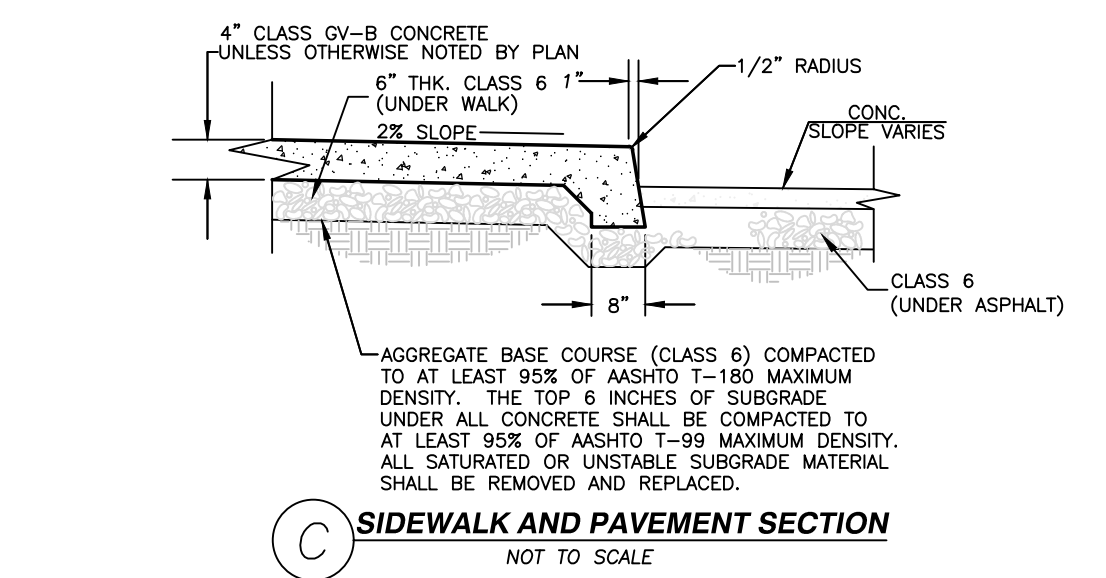 4” CLASS GV-B CONCRETE
UNLESS OTHERWISE NOTED BY PLAN
6” THK. CLASS 6
(UNDER WALK)
1”
1/2” RADIUS
2% SLOPE
CONC.
SLOPE VARIES
CLASS 6
(UNDER ASPHALT)
8”
AGGREGATE BASE COURSE (CLASS 6) COMPACTED
TO AT LEAST 95% OF AASHTO T-180 MAXIMUM
DENSITY. THE TOP 6 INCHES OF SUBGRADE
UNDER ALL CONCRETE SHALL BE COMPACTED TO
AT LEAST 95% OF AASHTO T-99 MAXIMUM DENSITY.
ALL SATURATED OR UNSTABLE SUBGRADE MATERIAL
SHALL BE REMOVED AND REPLACED.
C
SIDEWALK AND PAVEMENT SECTION
NOT TO SCALE